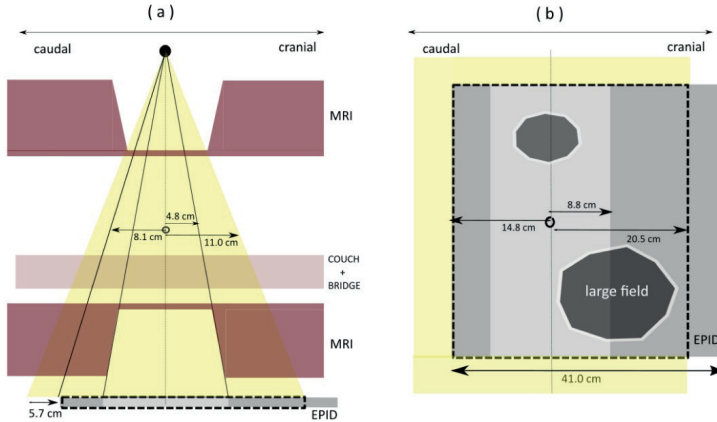 ( a )
caudal
cranial
MRI
4.8 cm
8.1 cm
11.0 cm
COUCH
+
BRIDGE
MRI
5.7 cm
EPID
( b )
caudal
cranial
8.8 cm
14.8 cm
20.5 cm
large field
EPID
41.0 cm